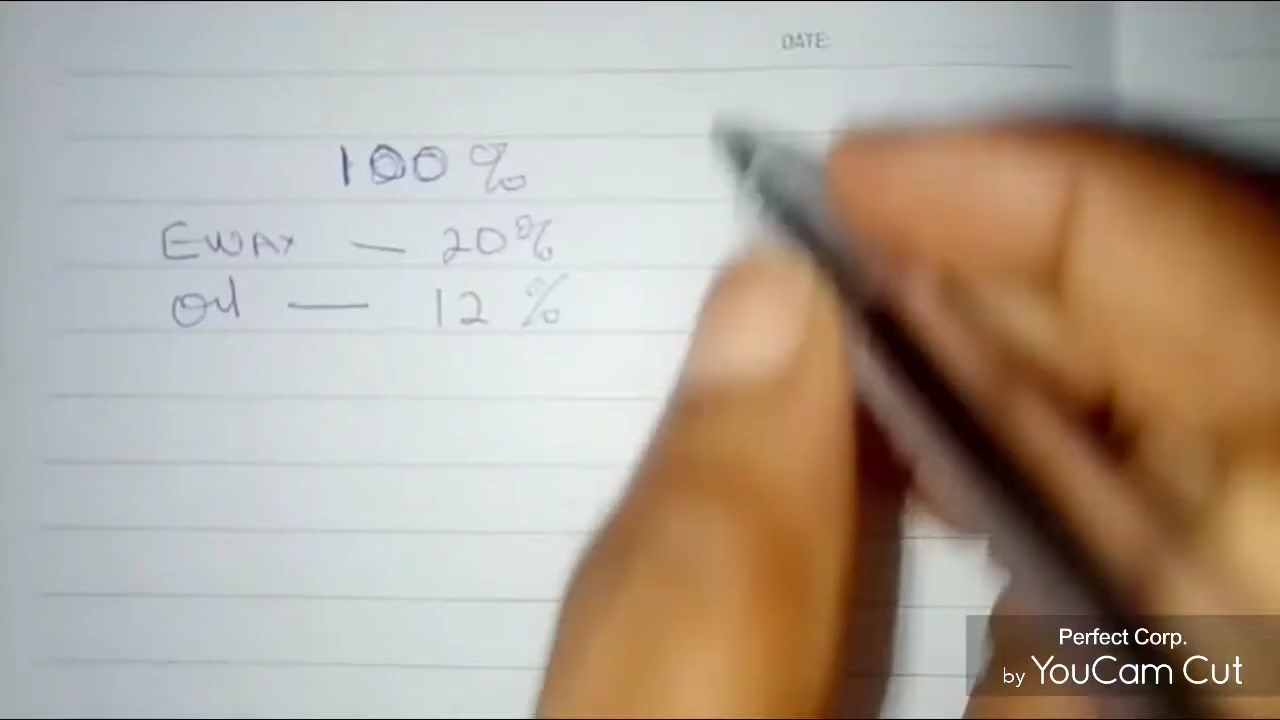 DATE:
100%
EWAX — 20%
Oil — 12%
Perfect Corp.
by YouCam Cut